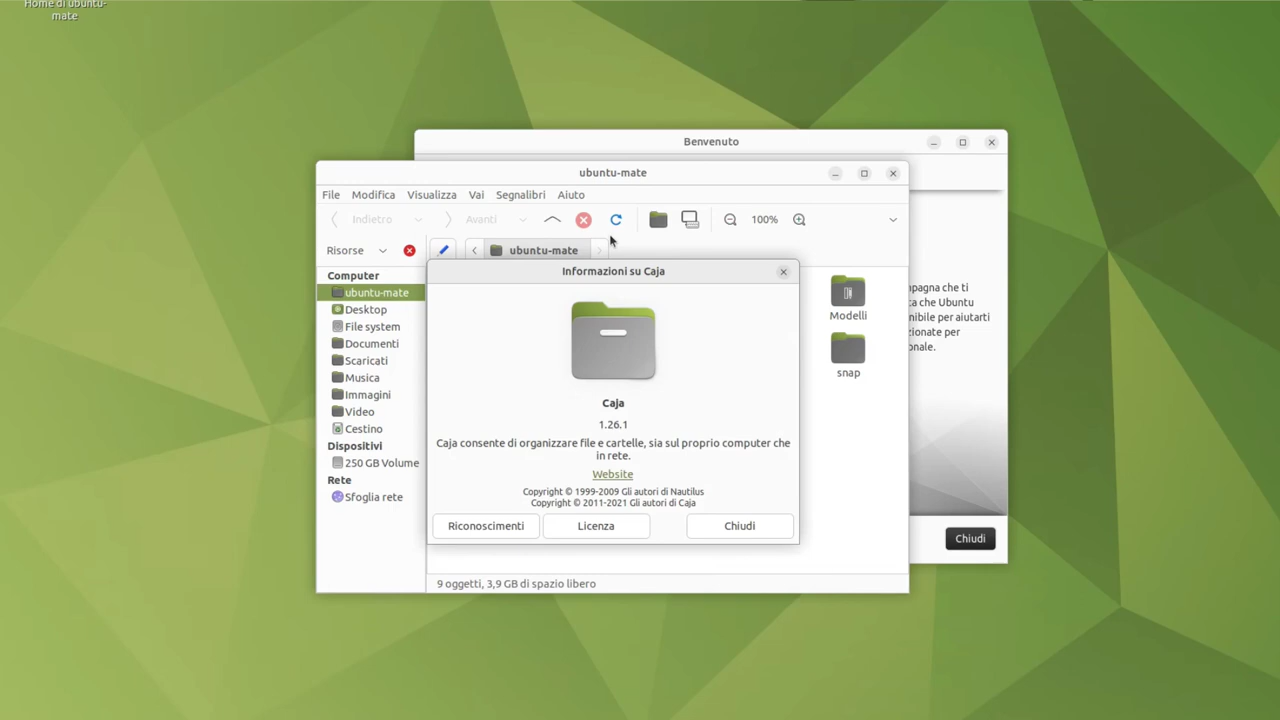 Home di ubuntu-
mate
Benvenuto
ubuntu-mate
File Modifica Visualizza Vai Segnalibri Aiuto
Indietro Avanti 100%
Risorse ubuntu-mate
Computer
ubuntu-mate
Desktop
File system
Documenti
Scaricati
Musica
Immagini
Video
Cestino
Dispositivi
250 GB Volume
Rete
Sfoglia rete
Informazioni su Caja
Caja
1.26.1
Caja consente di organizzare file e cartelle, sia sul proprio computer che
in rete.
Website
Copyright © 1999-2009 Gli autori di Nautilus
Copyright © 2011-2021 Gli autori di Caja
Riconoscimenti Licenza Chiudi
Modelli
snap
che ti
ta che Ubuntu
per aiutarti
per
Chiudi
9 oggetti, 3,9 GB di spazio libero